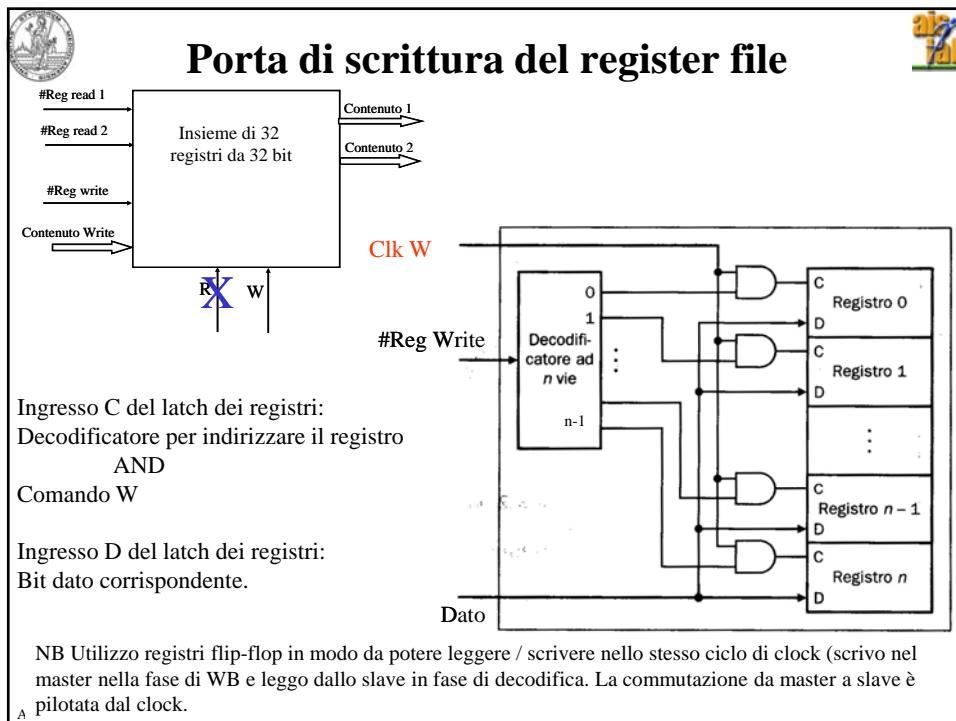 Porta di scrittura del register file
#Reg read 1
#Reg read 2
#Reg write
Contenuto Write
Insieme di 32
registri da 32 bit
Contenuto 1
Contenuto 2
R
X
W
Clk W
#Reg Write
Dato
Decodifi-
catore ad
n vie
0
1
n-1
C
Registro 0
D
C
Registro 1
D
C
Registro n – 1
D
C
Registro n
D
Ingresso C del latch dei registri:
Decodificatore per indirizzare il registro
AND
Comando W
Ingresso D del latch dei registri:
Bit dato corrispondente.
NB Utilizzo registri flip-flop in modo da potere leggere / scrivere nello stesso ciclo di clock (scrivo nel
master nella fase di WB e leggo dallo slave in fase di decodifica. La commutazione da master a slave è
pilotata dal clock.